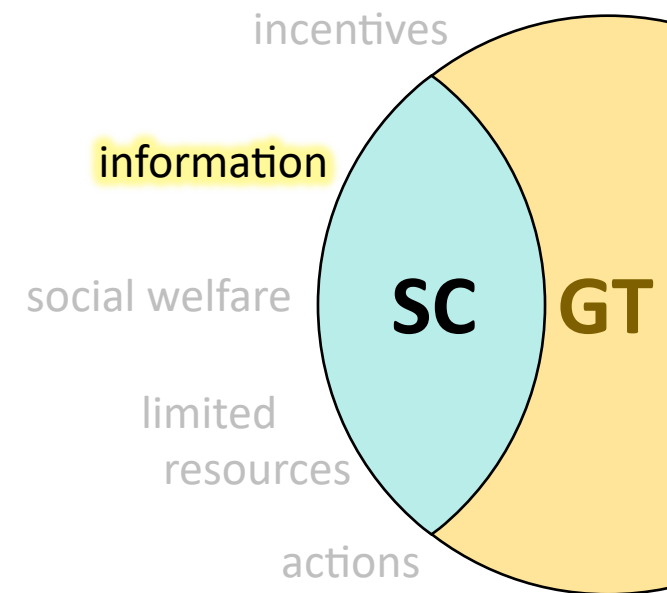 incentives
information
social welfare
SC GT
limited
resources
actions